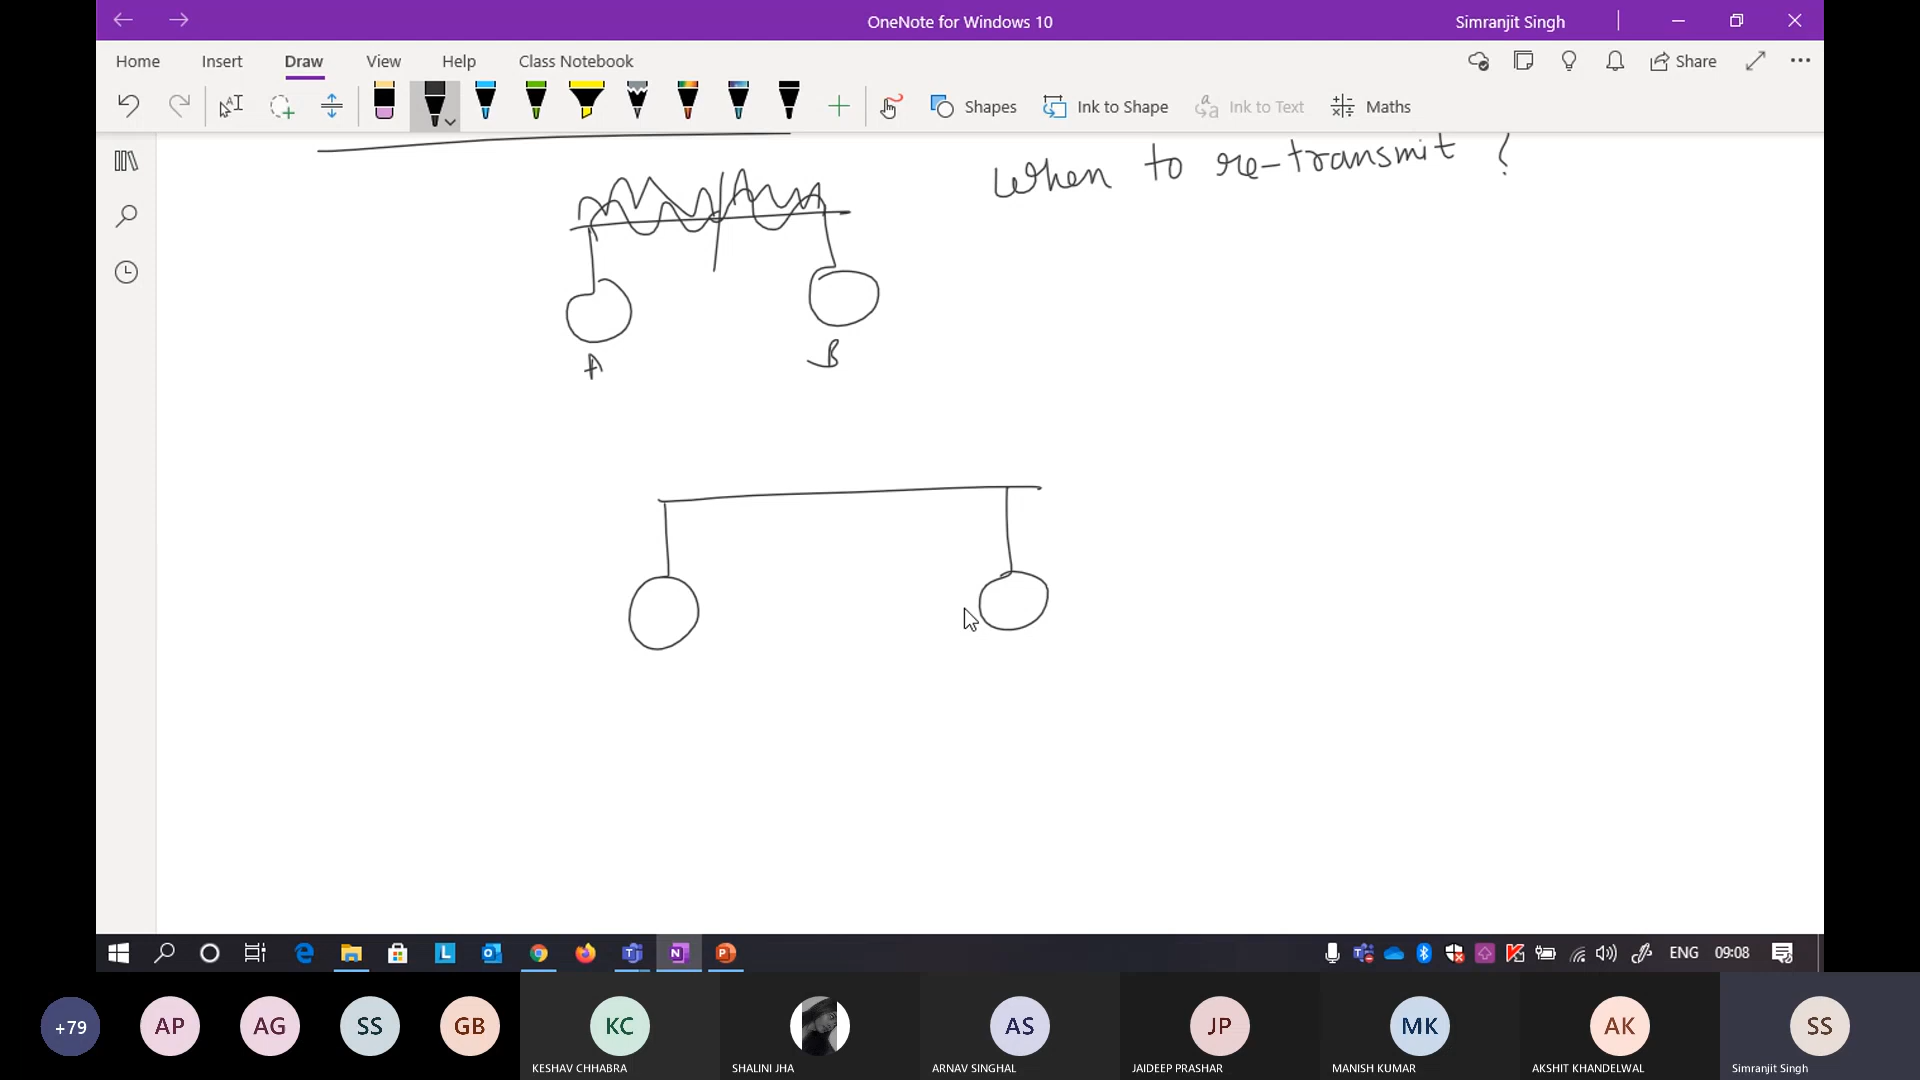 OneNote for Windows 10
Simranjit Singh
Home Insert Draw View Help Class Notebook
Share
Shapes Ink to Shape Ink to Text Maths
When to re-transmit ?
A B
ENG 09:08
+79 AP AG SS GB KC AS JP MK AK SS
KESHAV CHHABRA SHALINI JHA ARNAV SINGHAL JAIDEEP PRASHAR MANISH KUMAR AKSHIT KHANDELWAL Simranjit Singh